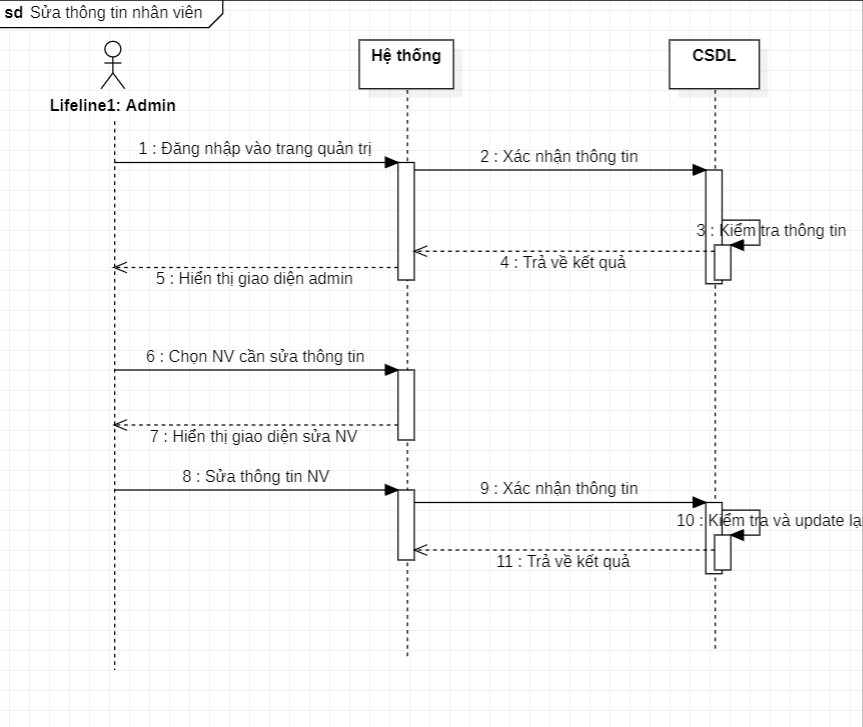 sd Sửa thông tin nhân viên
Hệ thống
CSDL
Lifeline1: Admin
1 : Đăng nhập vào trang quản trị
2 : Xác nhận thông tin
3 : Kiểm tra thông tin
4 : Trả về kết quả
5 : Hiển thị giao diện admin
6 : Chọn NV cần sửa thông tin
7 : Hiển thị giao diện sửa NV
8 : Sửa thông tin NV
9 : Xác nhận thông tin
10 : Kiểm tra và update lạ
11 : Trả về kết quả